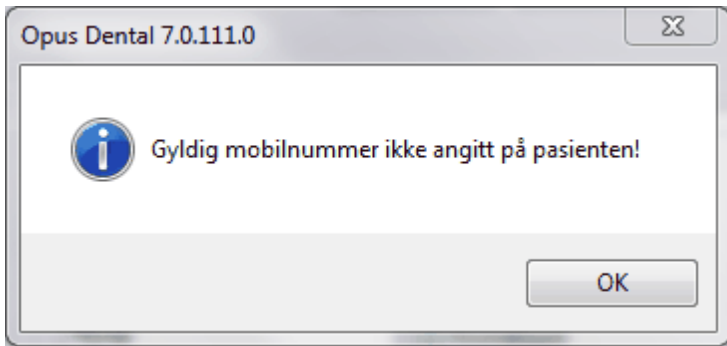 Opus Dental 7.0.111.0
Gyldig mobilnummer ikke angitt på pasienten!
OK